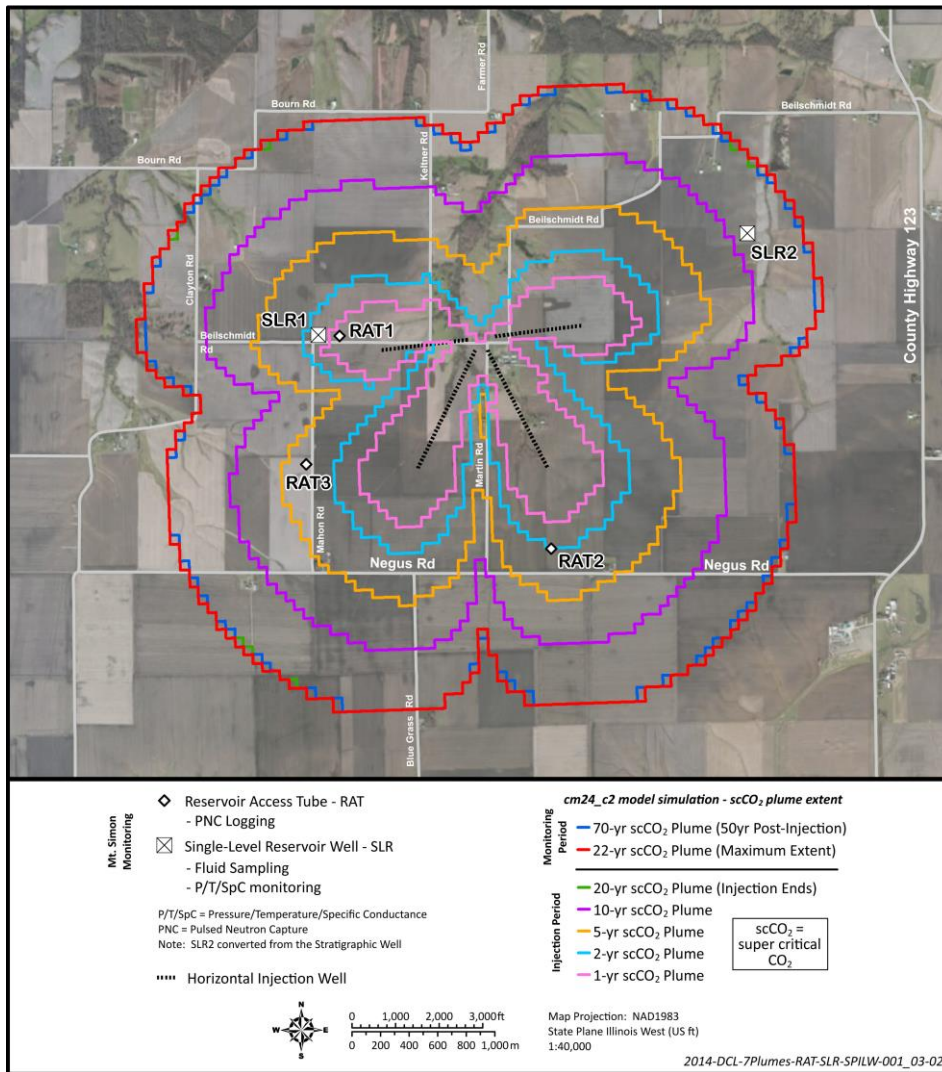 Farmer Rd
Bourn Rd
Beilschmidt Rd
Keltner Rd
Bourn Rd
Beilschmidt Rd
SLR2
Clayton Rd
County Highway 123
SLR1
RAT1
Beilschmidt
Rd
RAT3
Martin Rd
Mahon Rd
RAT2
Negus Rd
Negus Rd
Blue Grass Rd
Mt. Simon
Monitoring
Reservoir Access Tube - RAT
- PNC Logging
Single-Level Reservoir Well - SLR
- Fluid Sampling
- P/T/SpC monitoring
P/T/SpC = Pressure/Temperature/Specific Conductance
PNC = Pulsed Neutron Capture
Note: SLR2 converted from the Stratigraphic Well
Horizontal Injection Well
cm24_c2 model simulation - scCO₂ plume extent
Monitoring
Period
70-yr scCO₂ Plume (50yr Post-Injection)
22-yr scCO₂ Plume (Maximum Extent)
Injection Period
20-yr scCO₂ Plume (Injection Ends)
10-yr scCO₂ Plume
5-yr scCO₂ Plume
2-yr scCO₂ Plume
1-yr scCO₂ Plume
scCO₂ =
super critical
CO₂
N
W E
S
0 1,000 2,000 3,000 ft
0 200 400 600 800 1,000 m
Map Projection: NAD1983
State Plane Illinois West (US ft)
1:40,000
2014-DCL-7Plumes-RAT-SLR-SPILW-001_03-02